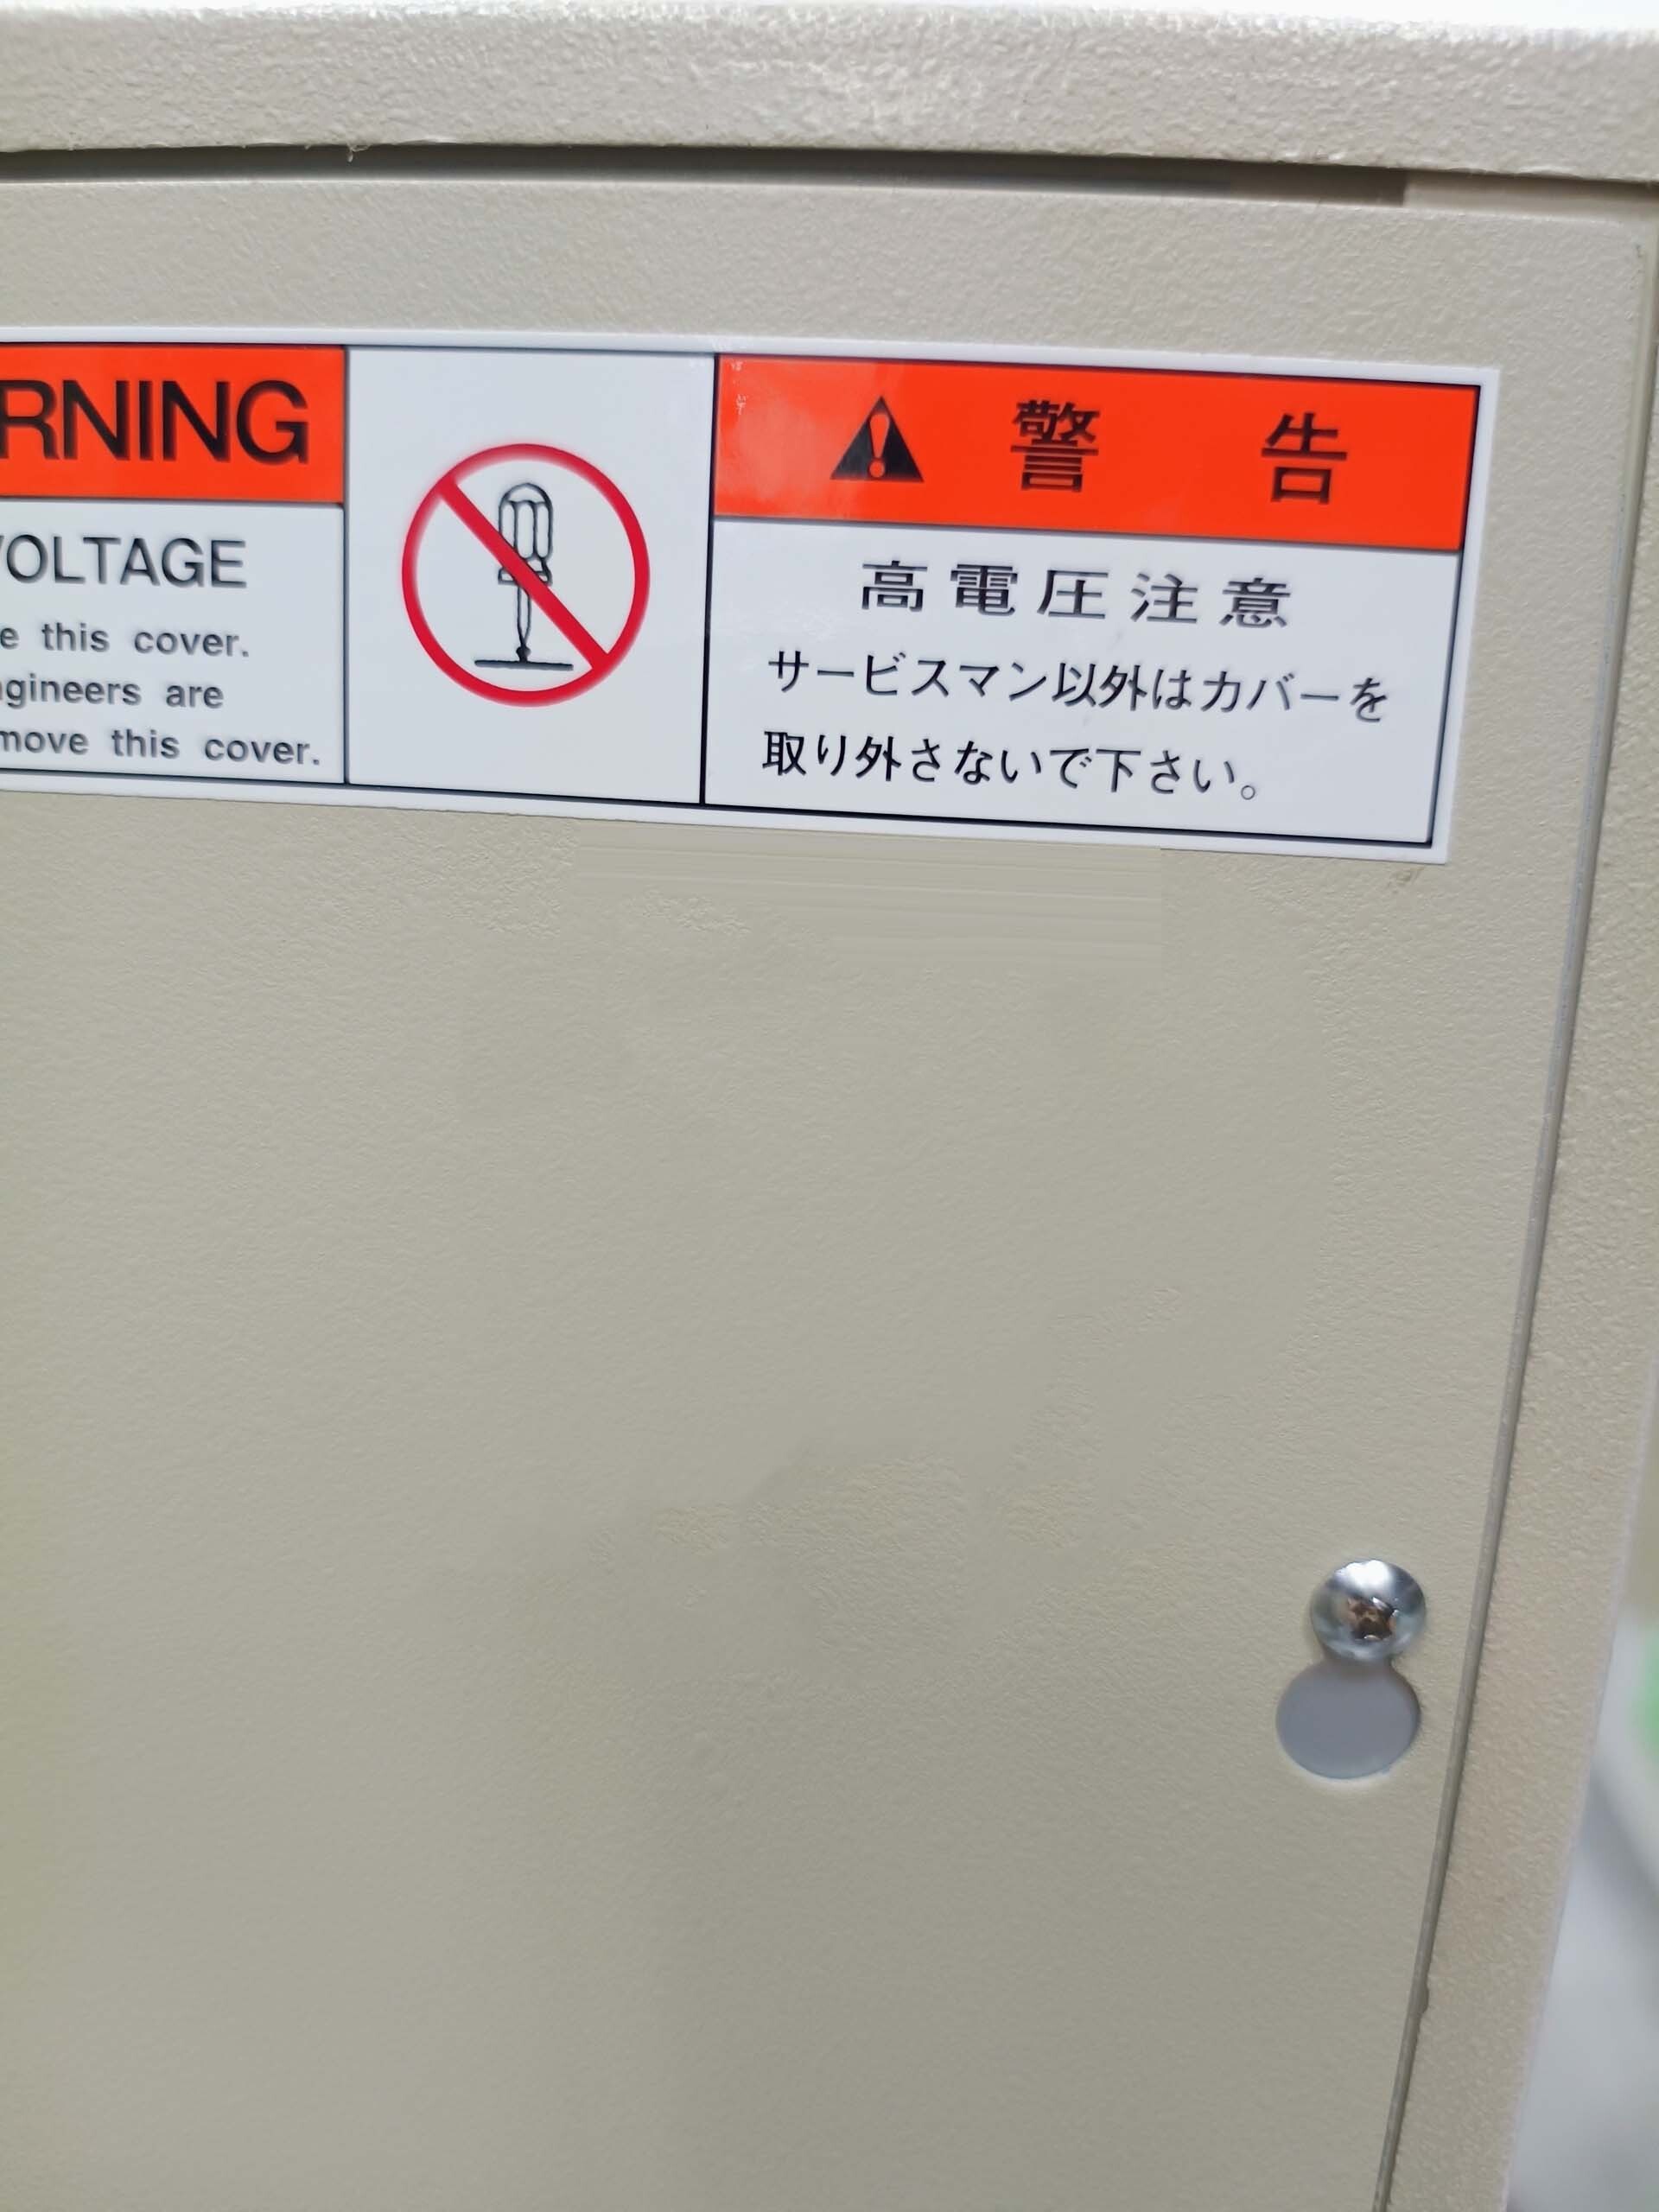 RNING
VOLTAGE
e this cover.
gineers are
move this cover.
警告
高電圧注意
サービスマン以外はカバーを
取り外さないで下さい。